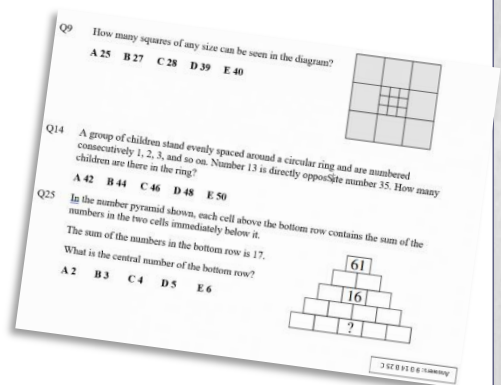 Q9 How many squares of any size can be seen in the diagram?
A 25 B 27 C 28 D 39 E 40
Q14 A group of children stand evenly spaced around a circular ring and are numbered
consecutively 1, 2, 3, and so on. Number 13 is directly opposSite number 35. How many
children are there in the ring?
A 42 B 44 C 46 D 48 E 50
Q25 In the number pyramid shown, each cell above the bottom row contains the sum of the
numbers in the two cells immediately below it.
The sum of the numbers in the bottom row is 17.
What is the central number of the bottom row?
A 2 B 3 C 4 D 5 E 6
61
16
?
Answers: 9 D 14 B 25 C